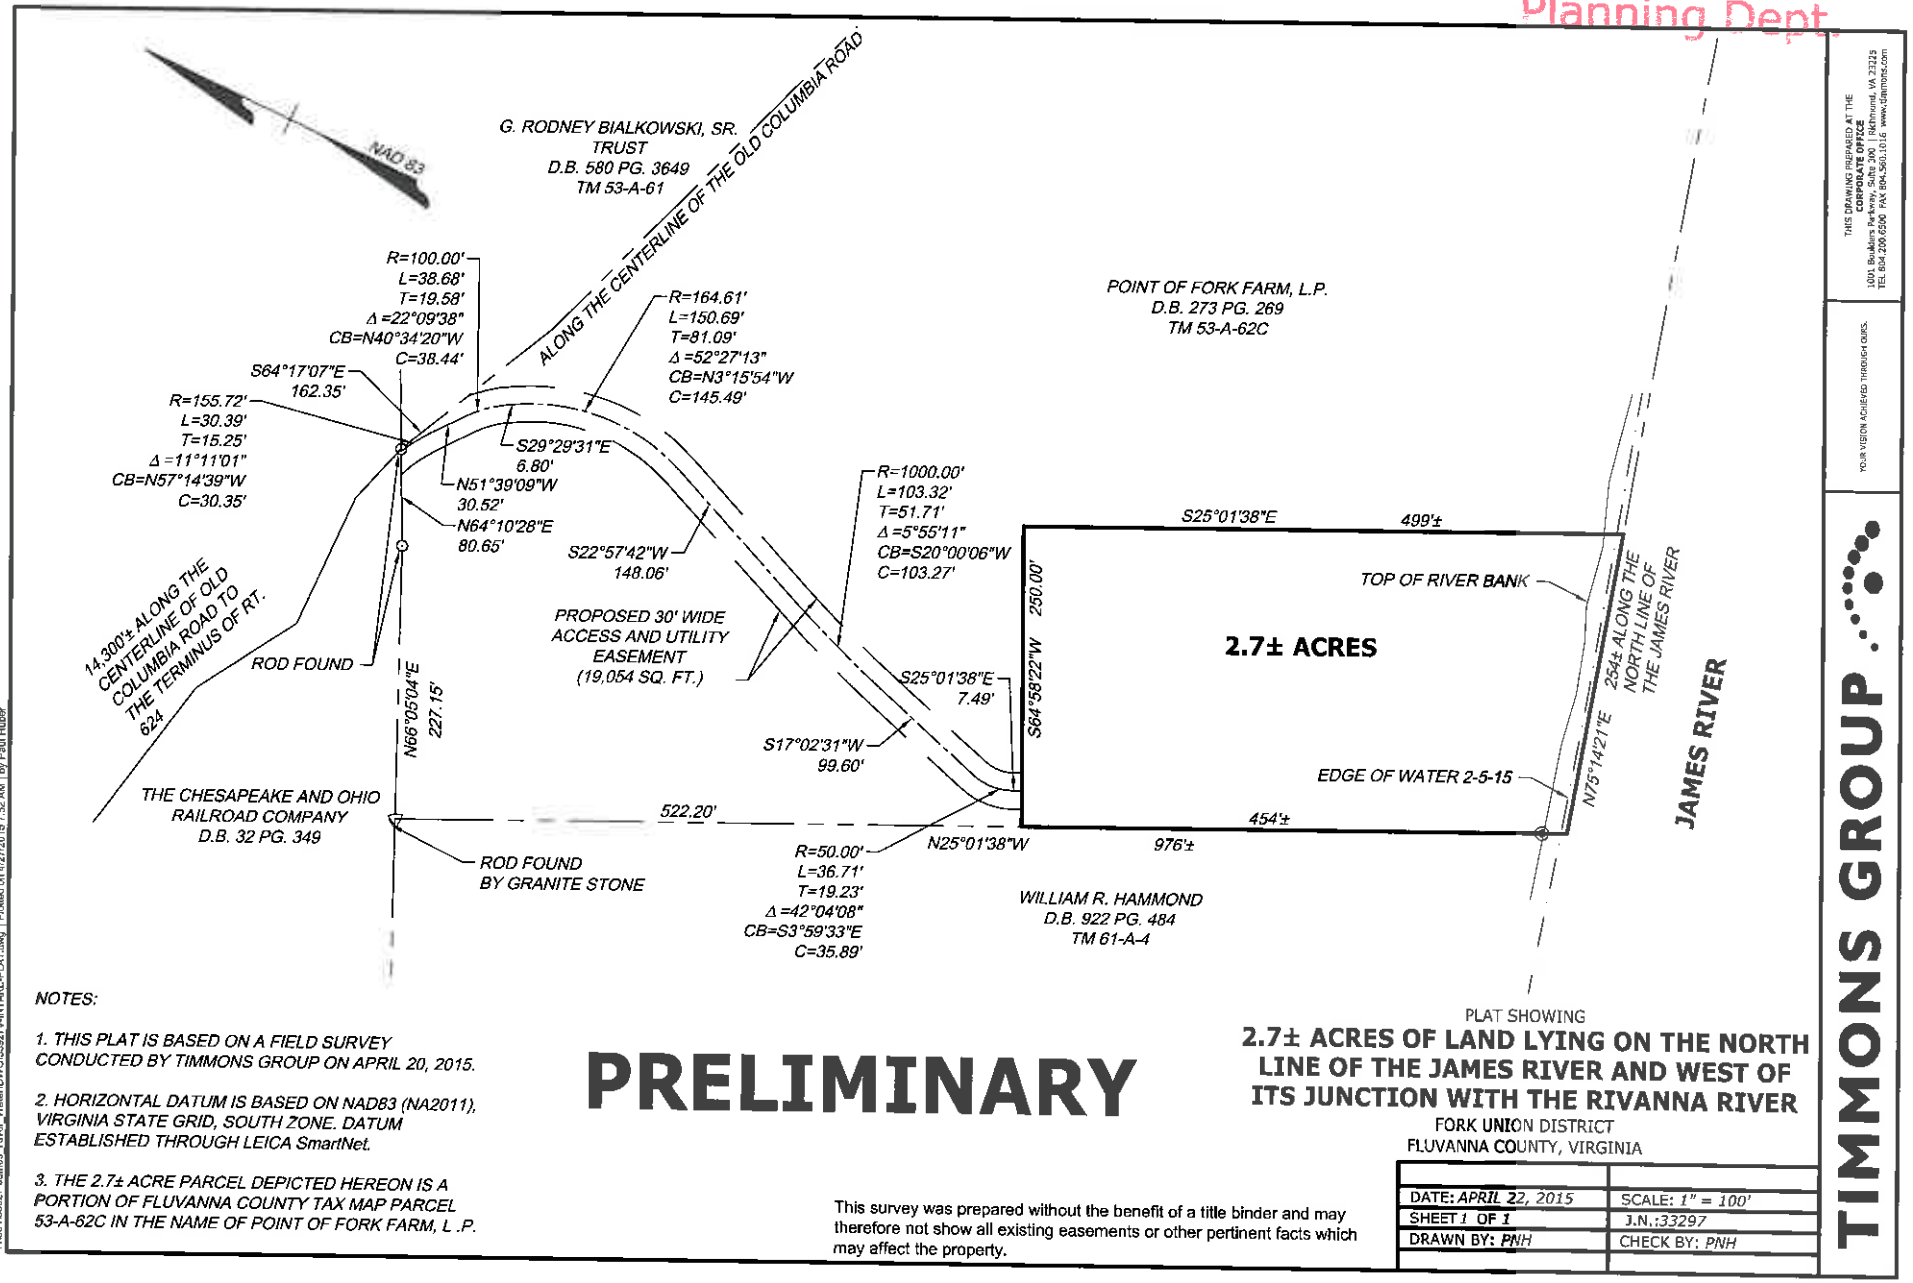 Planning Dept.
NAD 83
G. RODNEY BIALKOWSKI, SR.
TRUST
D.B. 580 PG. 3649
TM 53-A-61
ALONG THE CENTERLINE OF THE OLD COLUMBIA ROAD
POINT OF FORK FARM, L.P.
D.B. 273 PG. 269
TM 53-A-62C
R=100.00'
L=38.68'
T=19.58'
Δ=22°09'38"
CB=N40°34'20"W
C=38.44'
R=164.61'
L=150.69'
T=81.09'
Δ=52°27'13"
CB=N3°15'54"W
C=145.49'
S64°17'07"E
162.35'
R=155.72'
L=30.39'
T=15.25'
Δ=11°11'01"
CB=N57°14'39"W
C=30.35'
S29°29'31"E
6.80'
N51°39'09"W
30.52'
N64°10'28"E
80.65'
R=1000.00'
L=103.32'
T=51.71'
Δ=5°55'11"
CB=S20°00'06"W
C=103.27'
S22°57'42"W
148.06'
14,300'± ALONG THE
CENTERLINE OF OLD
COLUMBIA ROAD TO
THE TERMINUS OF RT.
624
ROD FOUND
PROPOSED 30' WIDE
ACCESS AND UTILITY
EASEMENT
(19,054 SQ. FT.)
N66°05'04"E
227.15'
S25°01'38"E
7.49'
S17°02'31"W
99.60'
S25°01'38"E 499'±
S64°58'22"W 250.00'
2.7± ACRES
TOP OF RIVER BANK
EDGE OF WATER 2-5-15
N75°14'21"E 254± ALONG THE
NORTH LINE OF
THE JAMES RIVER
JAMES RIVER
THE CHESAPEAKE AND OHIO
RAILROAD COMPANY
D.B. 32 PG. 349
522.20'
N25°01'38"W
454'±
976'±
ROD FOUND
BY GRANITE STONE
R=50.00'
L=36.71'
T=19.23'
Δ=42°04'08"
CB=S3°59'33"E
C=35.89'
WILLIAM R. HAMMOND
D.B. 922 PG. 484
TM 61-A-4
NOTES:
1. THIS PLAT IS BASED ON A FIELD SURVEY
CONDUCTED BY TIMMONS GROUP ON APRIL 20, 2015.
2. HORIZONTAL DATUM IS BASED ON NAD83 (NA2011),
VIRGINIA STATE GRID, SOUTH ZONE. DATUM
ESTABLISHED THROUGH LEICA SmartNet.
3. THE 2.7± ACRE PARCEL DEPICTED HEREON IS A
PORTION OF FLUVANNA COUNTY TAX MAP PARCEL
53-A-62C IN THE NAME OF POINT OF FORK FARM, L .P.
PRELIMINARY
This survey was prepared without the benefit of a title binder and may
therefore not show all existing easements or other pertinent facts which
may affect the property.
PLAT SHOWING
2.7± ACRES OF LAND LYING ON THE NORTH
LINE OF THE JAMES RIVER AND WEST OF
ITS JUNCTION WITH THE RIVANNA RIVER
FORK UNION DISTRICT
FLUVANNA COUNTY, VIRGINIA
DATE: APRIL 22, 2015 SCALE: 1" = 100'
SHEET 1 OF 1 J.N.:33297
DRAWN BY: PNH CHECK BY: PNH
THIS DRAWING PREPARED AT THE
CORPORATE OFFICE
1001 Boulders Parkway, Suite 300 | Richmond, VA 23225
TEL 804.200.6500 FAX 804.560.1016 www.timmons.com
YOUR VISION ACHIEVED THROUGH OURS.
TIMMONS GROUP